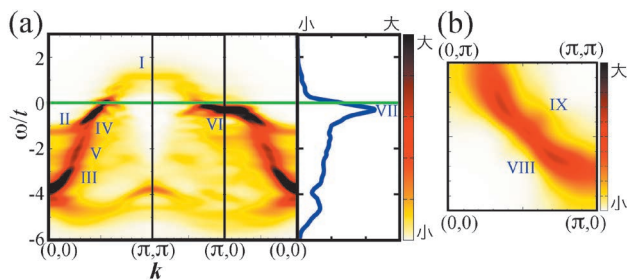 (a)
小 大
大
小
2
0
-2
-4
-6
ω/t
I
II
IV
V
III
VI
VII
(0,0) (π,π) (π,0) (0,0)
k
(b)
(0,π) (π,π)
大
小
IX
VIII
(0,0) (π,0)